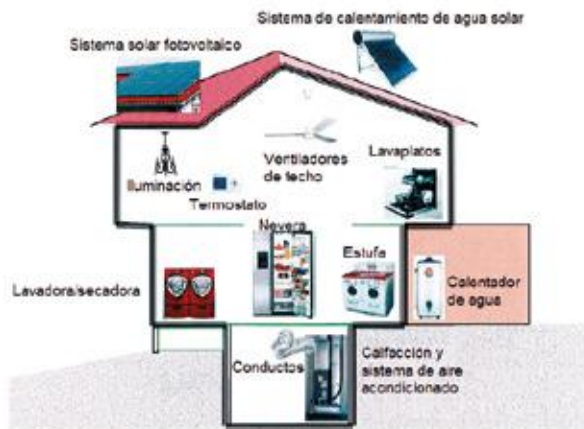 Sistema de calentamiento de agua solar
Sistema solar fotovoltaico
Iluminación
Termostato
Ventiladores
de techo
Lavaplatos
Nevera
Estufa
Lavadora/secadora
Calentador
de agua
Conductos
Calfacción y
sistema de aire
acondicionado